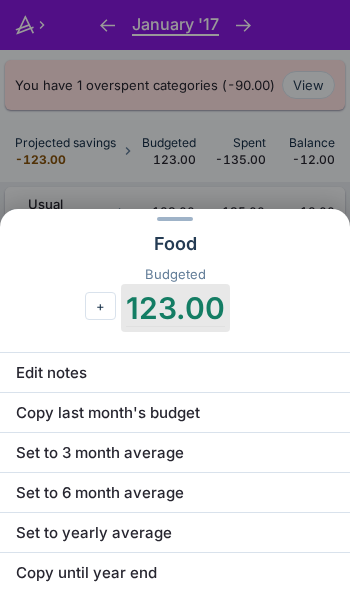 January '17
You have 1 overspent categories (-90.00) View
Projected savings Budgeted Spent Balance
-123.00 123.00 -135.00 -12.00
Usual
Food
Budgeted
+ 123.00
Edit notes
Copy last month's budget
Set to 3 month average
Set to 6 month average
Set to yearly average
Copy until year end